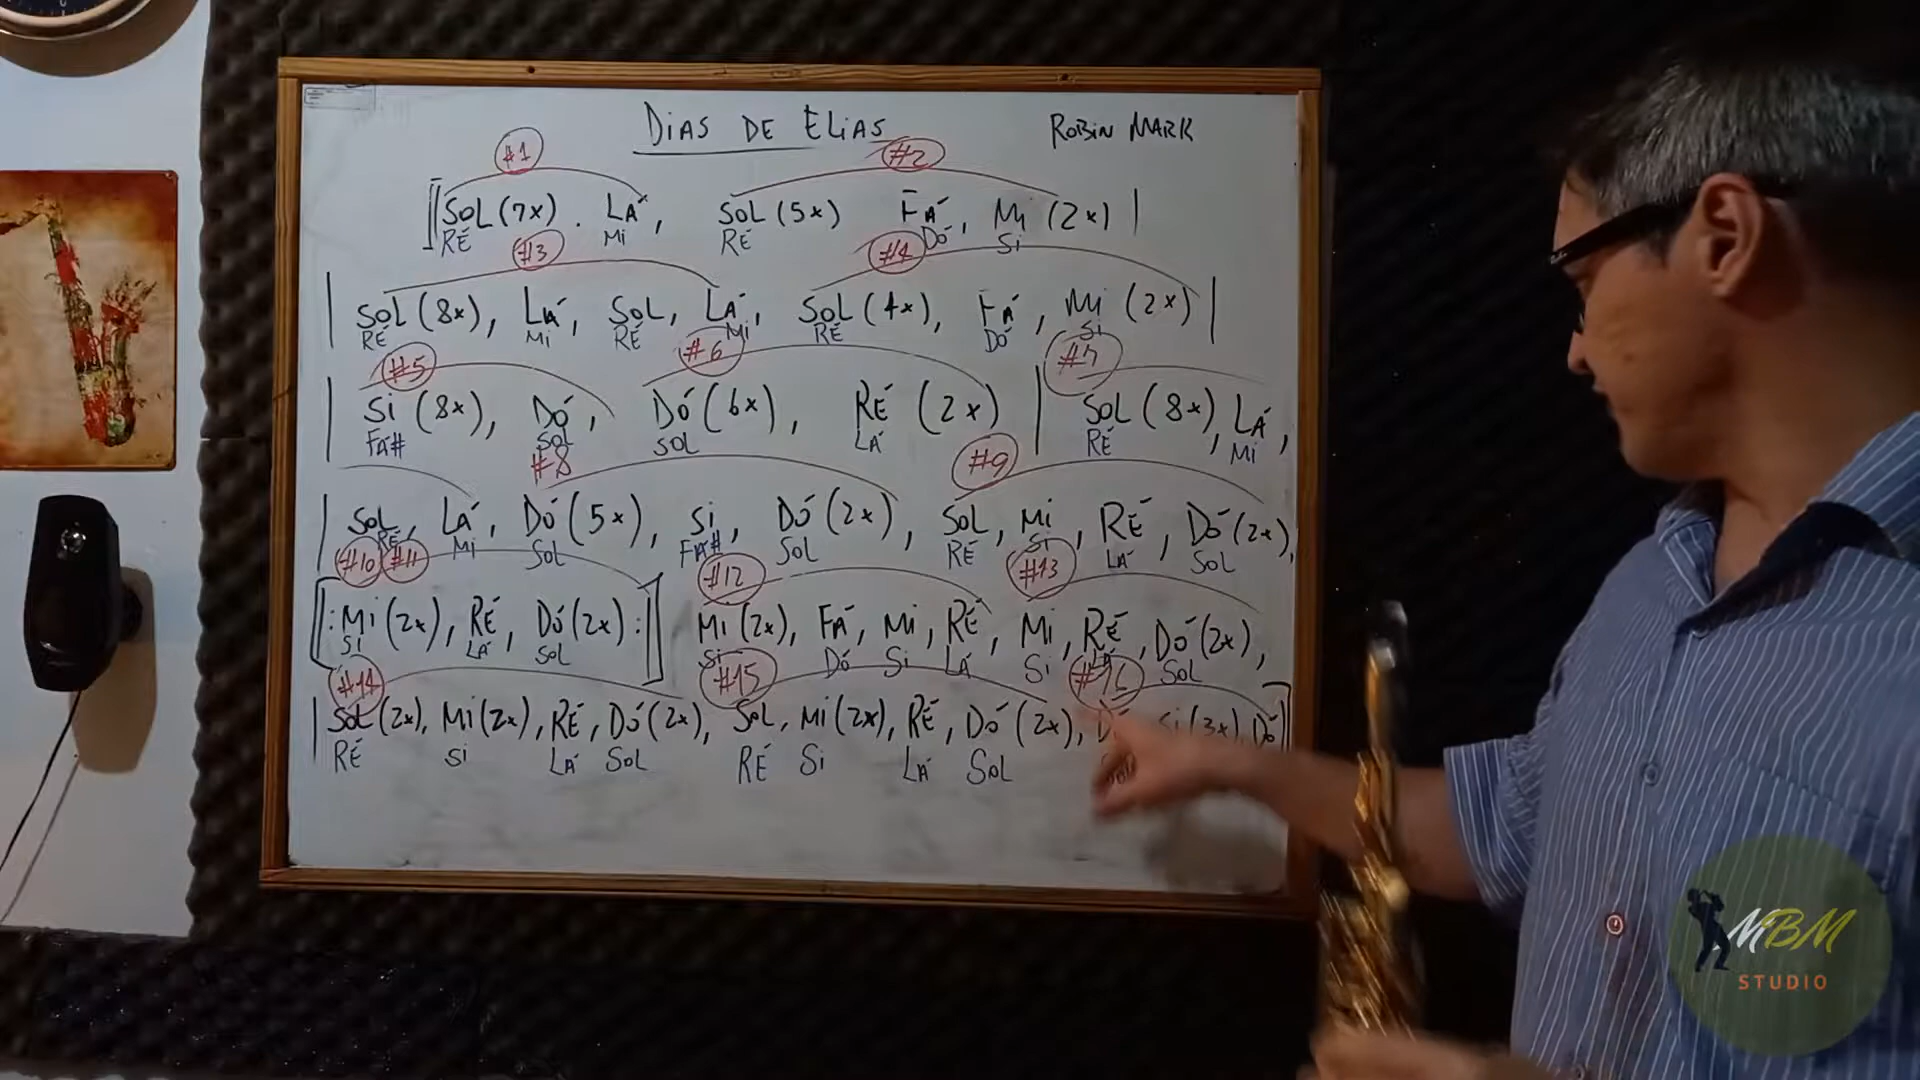 DIAS DE ELIAS ROBIN MARK
#1 #2
SOL (7x) . LÁ, SOL (5x) FÁ, Mi (2x)
RÉ Mi RÉ DÓ Si
#3 #4
SOL (8x), LÁ, SOL, LÁ, SOL (4x), FÁ, Mi (2x)
RÉ Mi RÉ Mi RÉ DÓ Si
#5 #6 #7
Si (8x), DÓ, DÓ (6x), RÉ (2x) SOL (8x), LÁ,
FÁ# SOL SOL LÁ RÉ Mi
#8 #9
SOL, LÁ, DÓ (5x), Si, DÓ (2x), SOL, Mi, RÉ, DÓ (2x),
RÉ Mi SOL FÁ# SOL RÉ Si LÁ SOL
#10 #11 #12 #13
: Mi (2x), RÉ, DÓ (2x) : Mi (2x), FÁ, Mi, RÉ, Mi, RÉ, DÓ (2x),
Si LÁ SOL Si DÓ Si LÁ Si LÁ SOL
#14 #15
SOL (2x), Mi (2x), RÉ, DÓ (2x), SOL, Mi (2x), RÉ, DÓ (2x), Si (3x), DÓ
RÉ Si LÁ SOL RÉ Si LÁ SOL
MBM
STUDIO